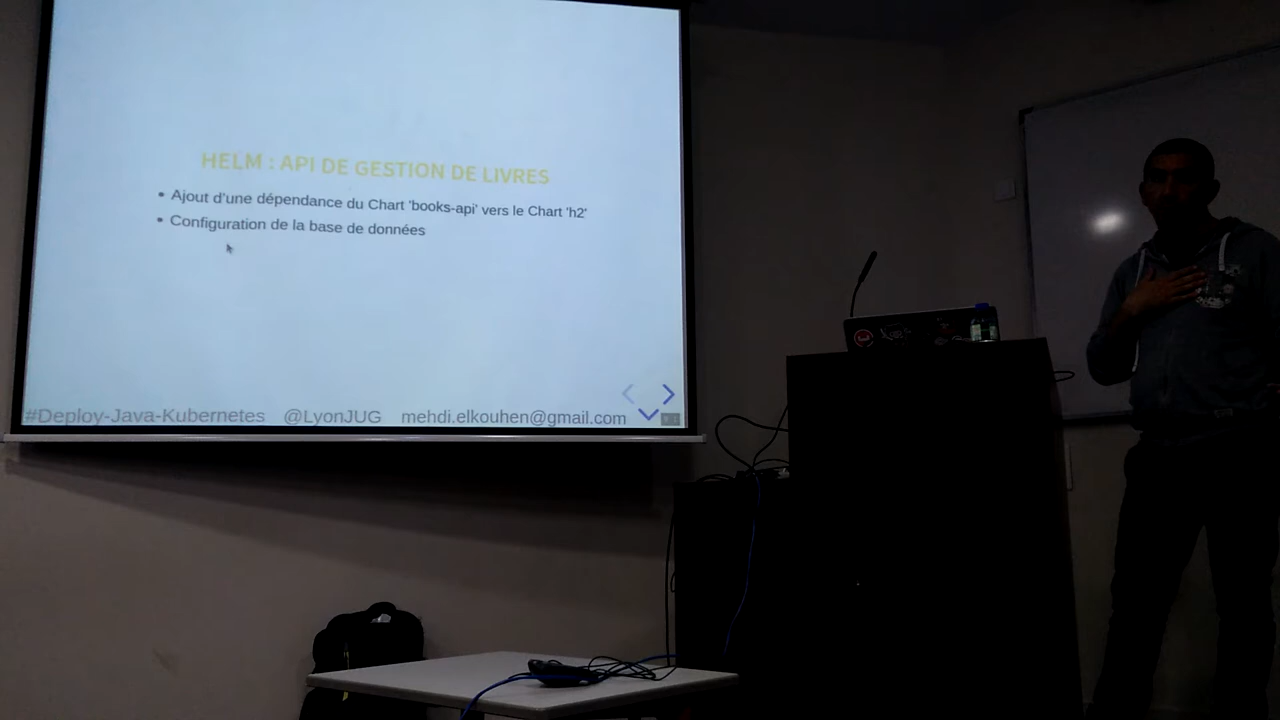 HELM : API DE GESTION DE LIVRES
• Ajout d'une dépendance du Chart 'books-api' vers le Chart 'h2'
• Configuration de la base de données
#Deploy-Java-Kubernetes @LyonJUG mehdi.elkouhen@gmail.com